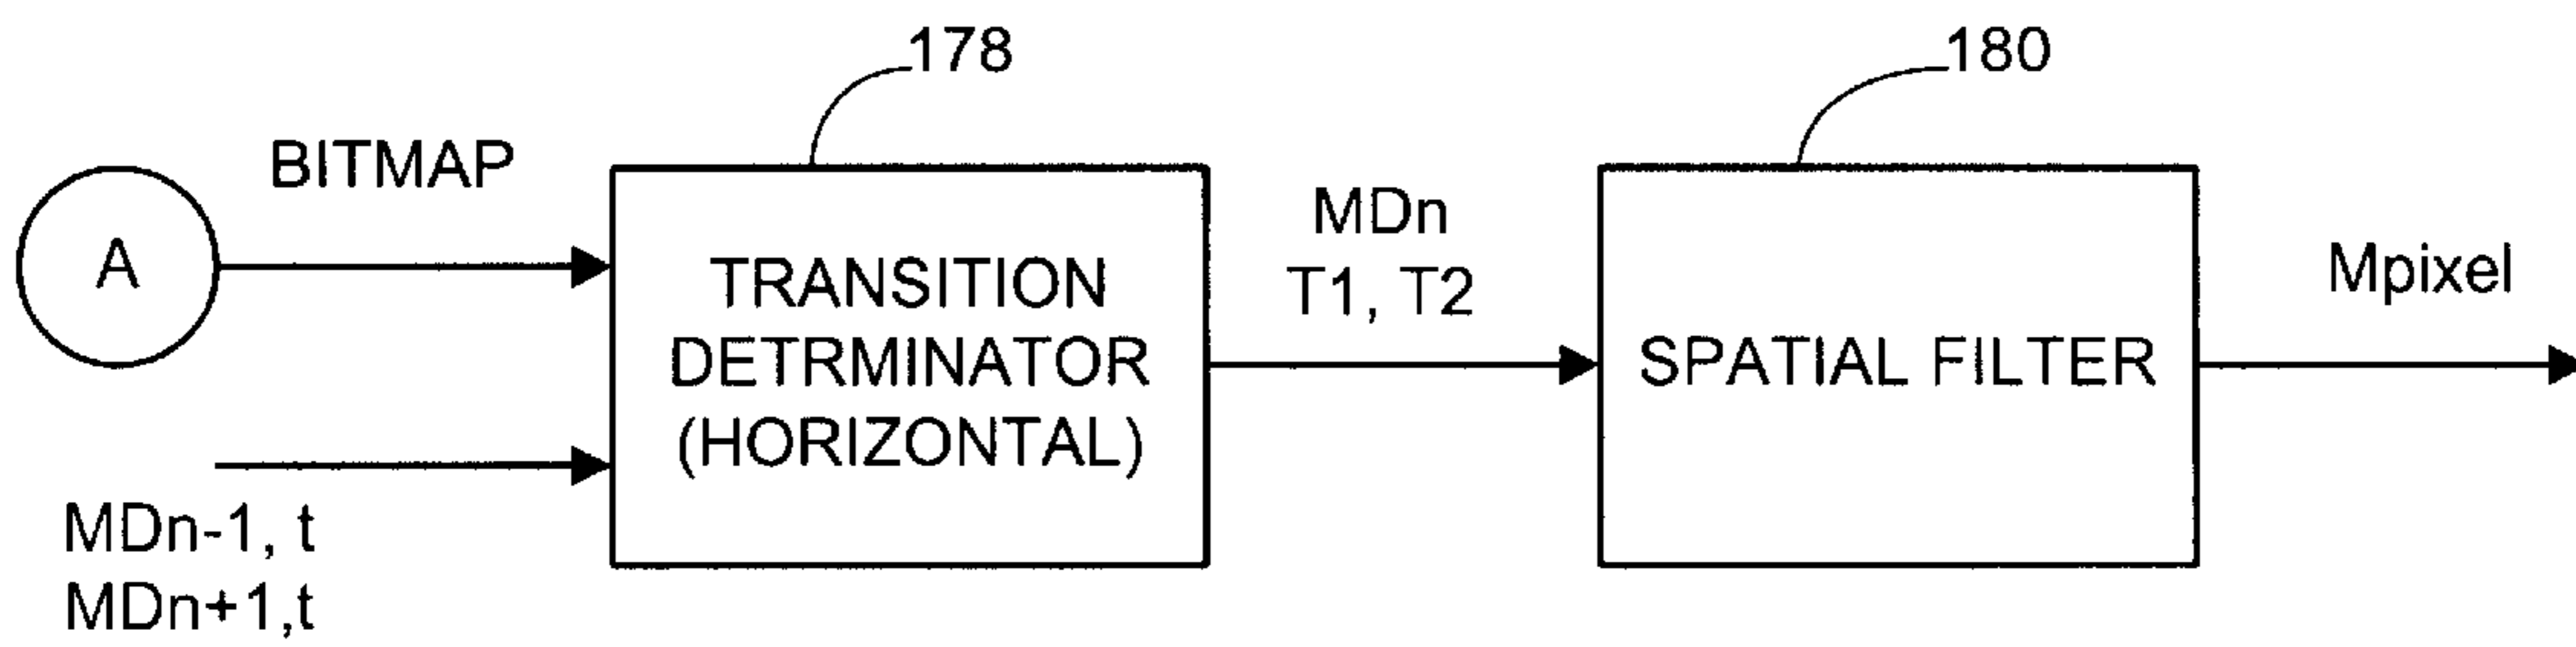 178
180
BITMAP
A
MDn-1, t
MDn+1,t
TRANSITION
DETRMINATOR
(HORIZONTAL)
MDn
T1, T2
SPATIAL FILTER
Mpixel